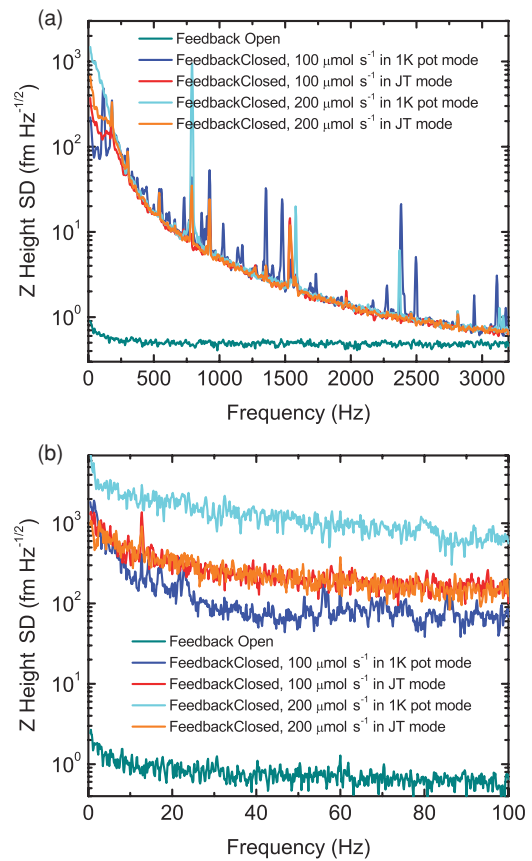 (a)
Feedback Open
FeedbackClosed, 100 μmol s⁻¹ in 1K pot mode
FeedbackClosed, 100 μmol s⁻¹ in JT mode
FeedbackClosed, 200 μmol s⁻¹ in 1K pot mode
FeedbackClosed, 200 μmol s⁻¹ in JT mode
Z Height SD (fm Hz⁻¹/²)
10³
10²
10¹
10⁰
0 500 1000 1500 2000 2500 3000
Frequency (Hz)
(b)
Z Height SD (fm Hz⁻¹/²)
10³
10²
10¹
10⁰
Feedback Open
FeedbackClosed, 100 μmol s⁻¹ in 1K pot mode
FeedbackClosed, 100 μmol s⁻¹ in JT mode
FeedbackClosed, 200 μmol s⁻¹ in 1K pot mode
FeedbackClosed, 200 μmol s⁻¹ in JT mode
0 20 40 60 80 100
Frequency (Hz)